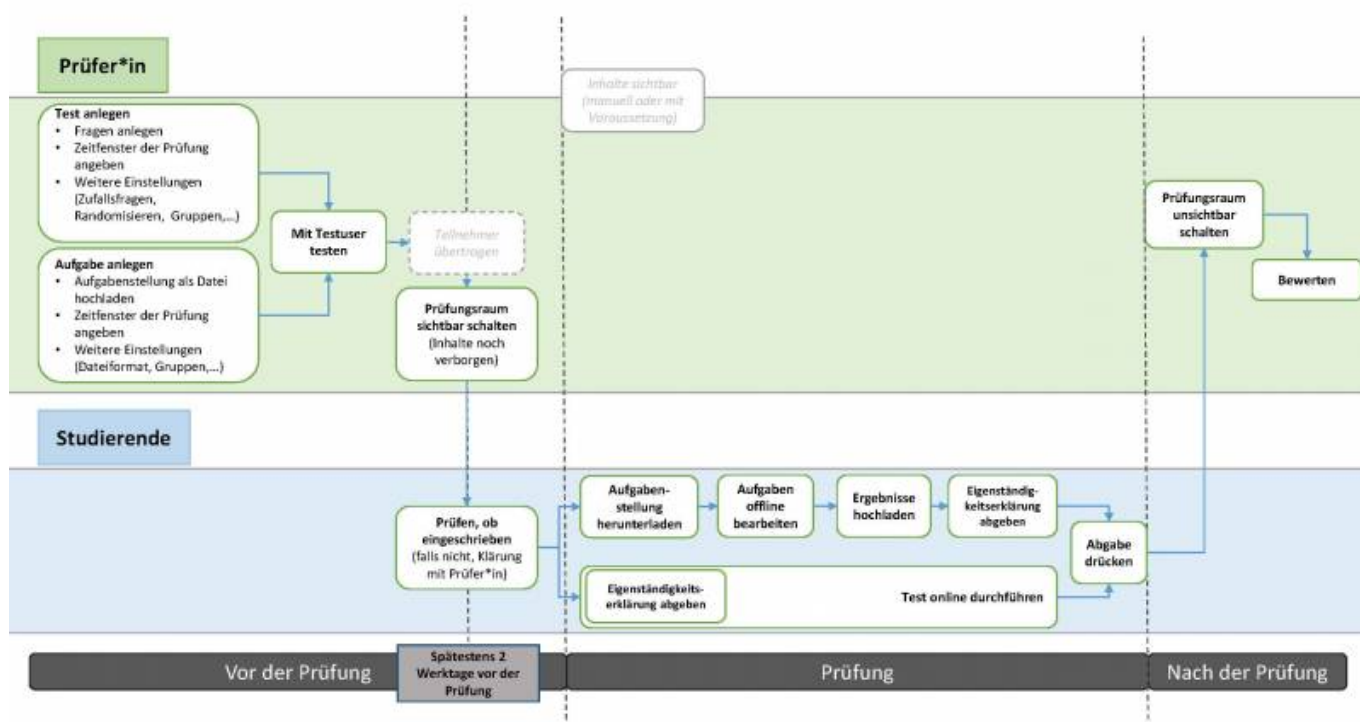 Prüfer*in
Inhalte sichtbar
(manuell oder mit
Voraussetzung)
Test anlegen
• Fragen anlegen
• Zeitfenster der Prüfung
angeben
• Weitere Einstellungen
(Zufallsfragen,
Randomisieren, Gruppen,...)
Mit Testuser
testen
Teilnehmer
übertragen
Prüfungsraum
unsichtbar
schalten
Bewerten
Aufgabe anlegen
• Aufgabenstellung als Datei
hochladen
• Zeitfenster der Prüfung
angeben
• Weitere Einstellungen
(Dateiformat, Gruppen,...)
Prüfungsraum
sichtbar schalten
(Inhalte noch
verborgen)
Studierende
Prüfen, ob
eingeschrieben
(falls nicht, Klärung
mit Prüfer*in)
Aufgaben-
stellung
herunterladen
Aufgaben
offline
bearbeiten
Ergebnisse
hochladen
Eigenständig-
keitserklärung
abgeben
Abgabe
drücken
Eigenständigkeits-
erklärung abgeben
Test online durchführen
Vor der Prüfung
Spätestens 2
Werktage vor der
Prüfung
Prüfung
Nach der Prüfung